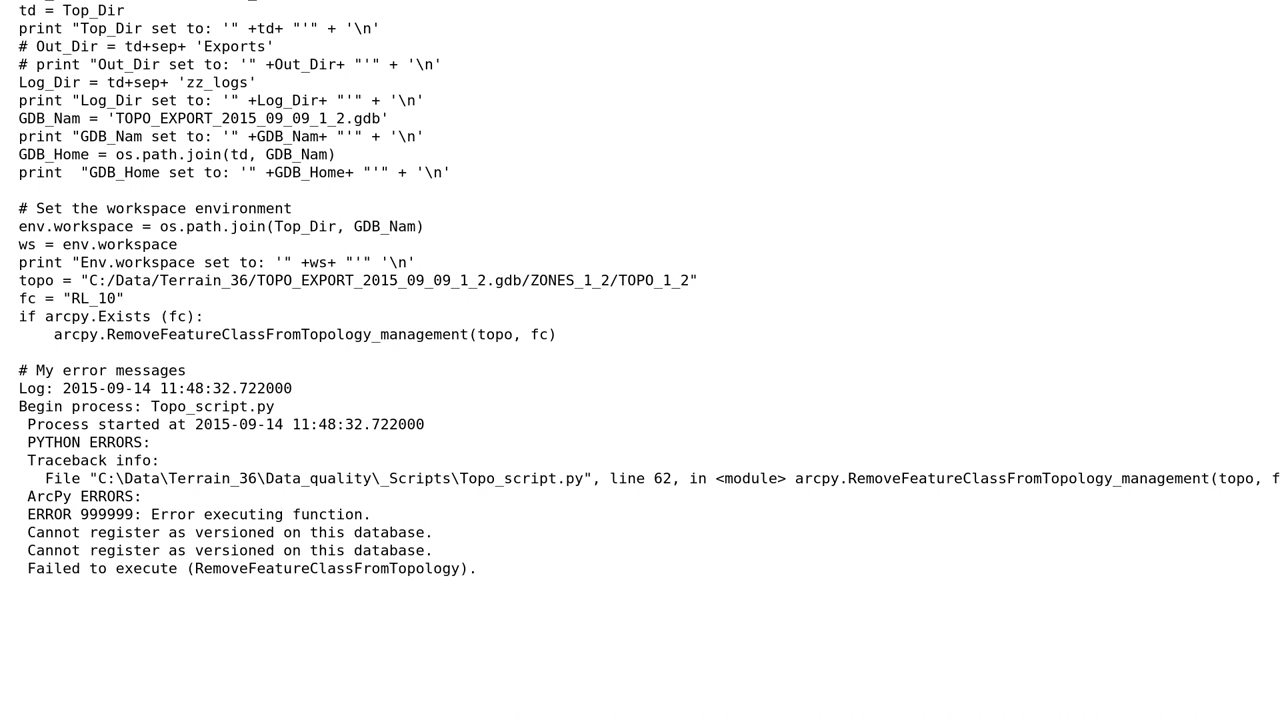 td = Top_Dir
print "Top_Dir set to: '" +td+ "'" + '\n'
# Out_Dir = td+sep+ 'Exports'
# print "Out_Dir set to: '" +Out_Dir+ "'" + '\n'
Log_Dir = td+sep+ 'zz_logs'
print "Log_Dir set to: '" +Log_Dir+ "'" + '\n'
GDB_Nam = 'TOPO_EXPORT_2015_09_09_1_2.gdb'
print "GDB_Nam set to: '" +GDB_Nam+ "'" + '\n'
GDB_Home = os.path.join(td, GDB_Nam)
print  "GDB_Home set to: '" +GDB_Home+ "'" + '\n'

# Set the workspace environment
env.workspace = os.path.join(Top_Dir, GDB_Nam)
ws = env.workspace
print "Env.workspace set to: '" +ws+ "'" '\n'
topo = "C:/Data/Terrain_36/TOPO_EXPORT_2015_09_09_1_2.gdb/ZONES_1_2/TOPO_1_2"
fc = "RL_10"
if arcpy.Exists (fc):
    arcpy.RemoveFeatureClassFromTopology_management(topo, fc)

# My error messages
Log: 2015-09-14 11:48:32.722000
Begin process: Topo_script.py
 Process started at 2015-09-14 11:48:32.722000
 PYTHON ERRORS:
 Traceback info:
   File "C:\Data\Terrain_36\Data_quality\_Scripts\Topo_script.py", line 62, in <module> arcpy.RemoveFeatureClassFromTopology_management(topo, f
 ArcPy ERRORS:
 ERROR 999999: Error executing function.
 Cannot register as versioned on this database.
 Cannot register as versioned on this database.
 Failed to execute (RemoveFeatureClassFromTopology).